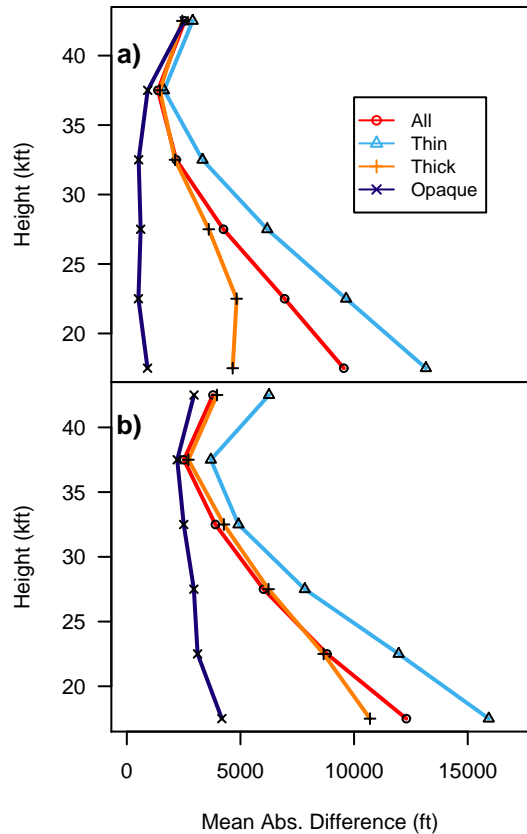 a)
40
35
30
25
20
Height (kft)
All
Thin
Thick
Opaque
b)
40
35
30
25
20
Height (kft)
0 5000 10000 15000
Mean Abs. Difference (ft)